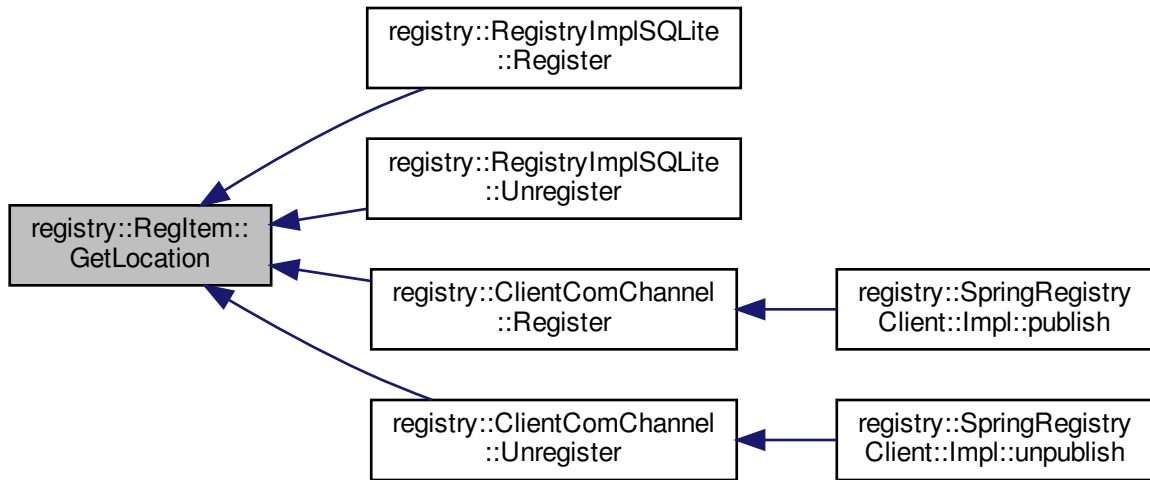 registry::RegistryImplSQLite
::Register
registry::RegistryImplSQLite
::Unregister
registry::RegItem::
GetLocation
registry::ClientComChannel
::Register
registry::SpringRegistry
Client::Impl::publish
registry::ClientComChannel
::Unregister
registry::SpringRegistry
Client::Impl::unpublish